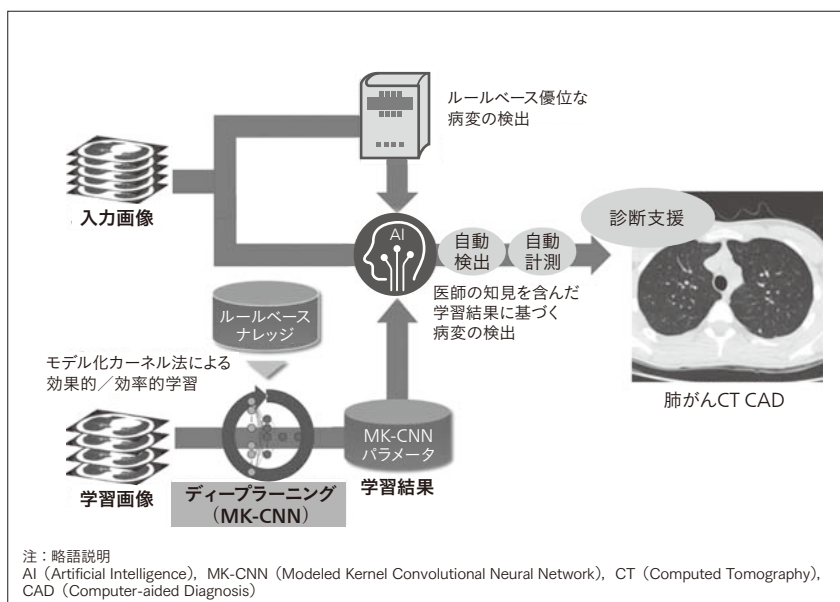 ルールベース優位な
病変の検出
入力画像
AI
自動
検出
自動
計測
診断支援
医師の知見を含んだ
学習結果に基づく
病変の検出
ルールベース
ナレッジ
モデル化カーネル法による
効果的／効率的学習
肺がんCT CAD
MK-CNN
パラメータ
学習画像
ディープラーニング
（MK-CNN）
学習結果
注：略語説明
AI（Artificial Intelligence），MK-CNN（Modeled Kernel Convolutional Neural Network），CT（Computed Tomography），
CAD（Computer-aided Diagnosis）